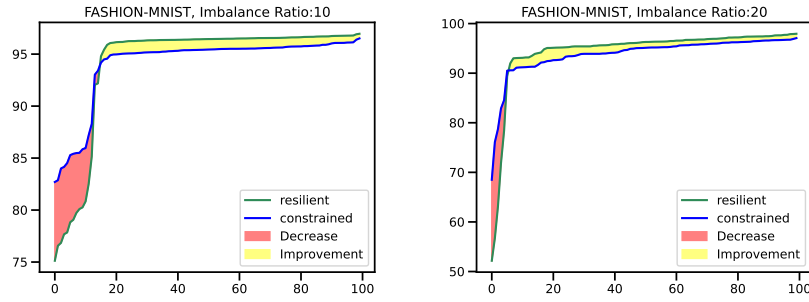 FASHION-MNIST, Imbalance Ratio:10
95
90
85
80
75
0 20 40 60 80 100
resilient
constrained
Decrease
Improvement
FASHION-MNIST, Imbalance Ratio:20
100
90
80
70
60
50
0 20 40 60 80 100
resilient
constrained
Decrease
Improvement